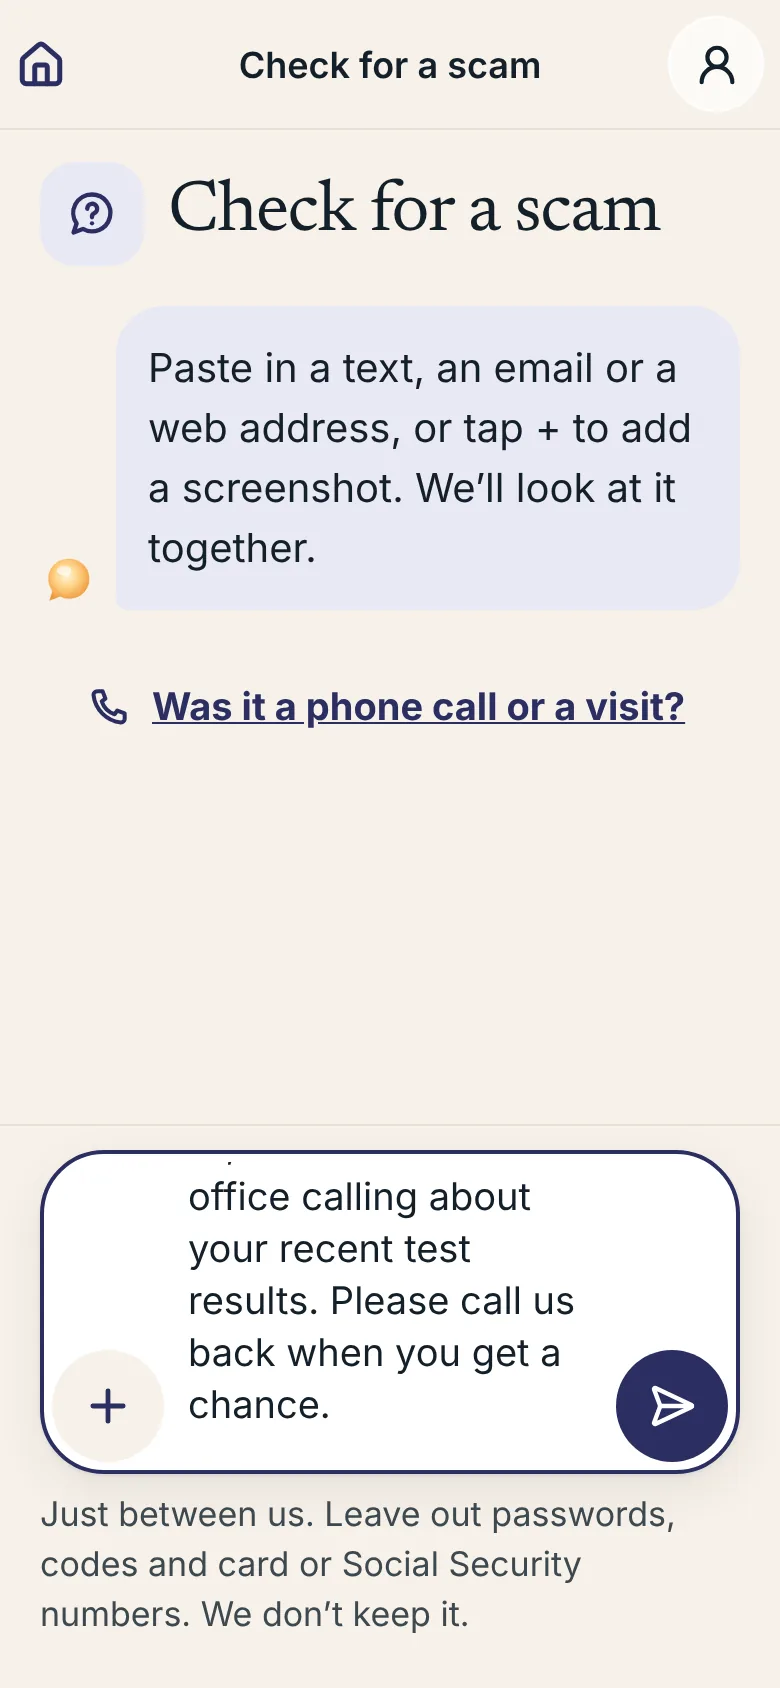 Check for a scam
Check for a scam
Paste in a text, an email or a
web address, or tap + to add
a screenshot. We’ll look at it
together.
Was it a phone call or a visit?
office calling about
your recent test
results. Please call us
back when you get a
chance.
Just between us. Leave out passwords,
codes and card or Social Security
numbers. We don’t keep it.